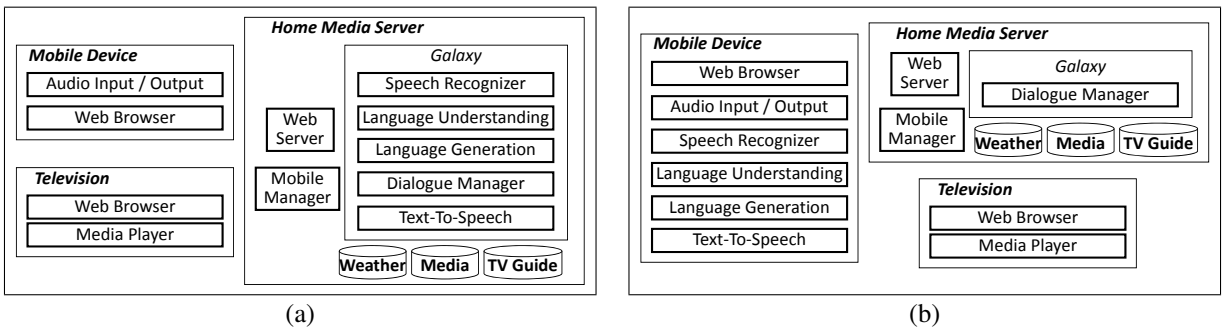 Home Media Server
Mobile Device
Audio Input / Output
Web Browser
Television
Web Browser
Media Player
Web
Server
Mobile
Manager
Galaxy
Speech Recognizer
Language Understanding
Language Generation
Dialogue Manager
Text-To-Speech
Weather
Media
TV Guide
(a)
Mobile Device
Web Browser
Audio Input / Output
Speech Recognizer
Language Understanding
Language Generation
Text-To-Speech
Home Media Server
Web
Server
Mobile
Manager
Galaxy
Dialogue Manager
Weather
Media
TV Guide
Television
Web Browser
Media Player
(b)